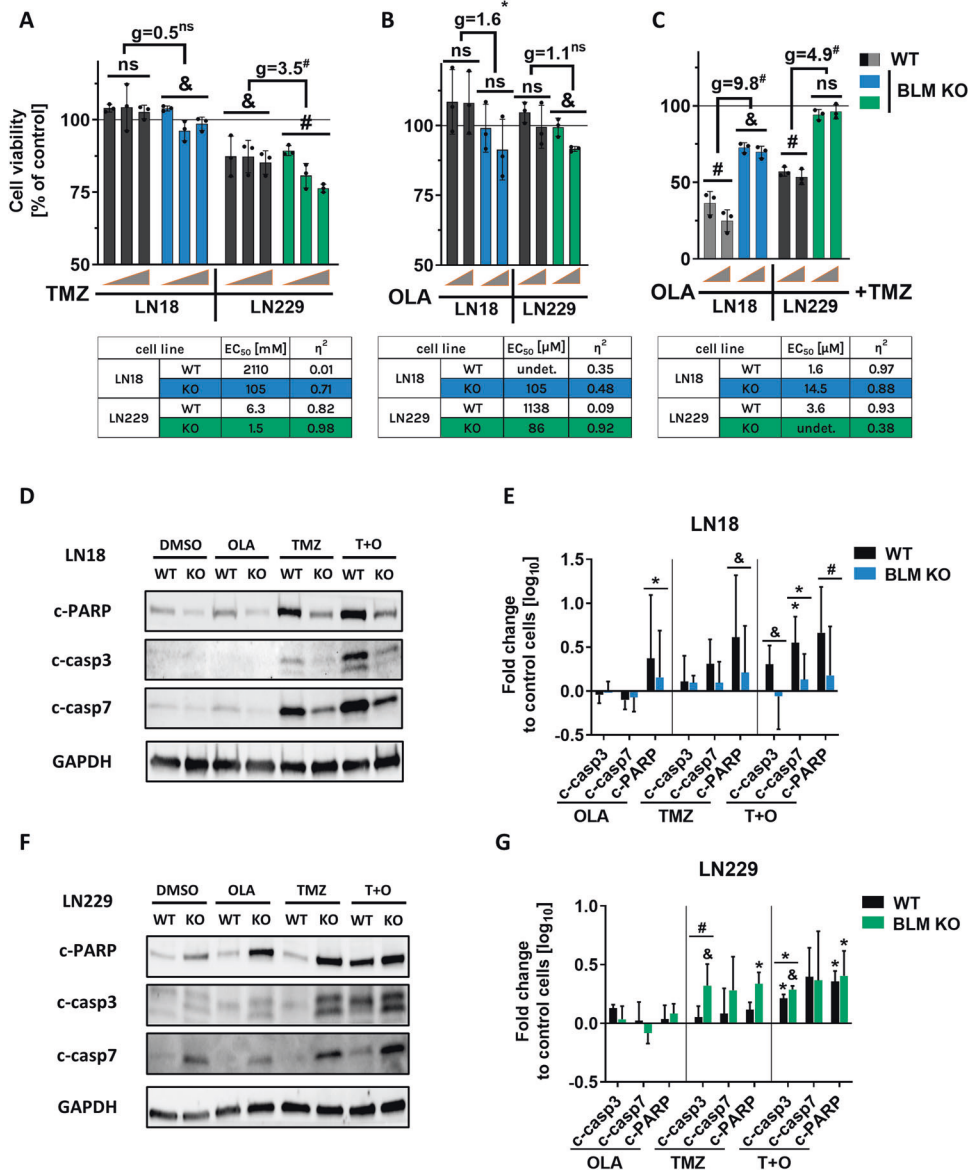 A
g=0.5ns
ns
&
g=3.5#
&
#
Cell viability
[% of control]
100
75
50
TMZ
LN18
LN229
B
g=1.6*
ns
ns
g=1.1ns
ns
&
100
75
50
OLA
LN18
LN229
C
g=9.8#
#
&
g=4.9#
#
ns
WT
BLM KO
100
50
0
OLA
LN18
LN229
+TMZ
cell line EC50 [mM] η2
LN18 WT 2110 0.01
KO 105 0.71
LN229 WT 6.3 0.82
KO 1.5 0.98
cell line EC50 [µM] η2
LN18 WT undet. 0.35
KO 105 0.48
LN229 WT 1138 0.09
KO 86 0.92
cell line EC50 [µM] η2
LN18 WT 1.6 0.97
KO 14.5 0.88
LN229 WT 3.6 0.93
KO undet. 0.38
D
LN18
DMSO OLA TMZ T+O
WT KO WT KO WT KO WT KO
c-PARP
c-casp3
c-casp7
GAPDH
E
LN18
WT
BLM KO
Fold change
to control cells [log10]
1.5
1.0
0.5
0.0
-0.5
*
&
&
*
*
#
c-casp3
c-casp7
c-PARP
c-casp3
c-casp7
c-PARP
c-casp3
c-casp7
c-PARP
OLA
TMZ
T+O
F
LN229
DMSO OLA TMZ T+O
WT KO WT KO WT KO WT KO
c-PARP
c-casp3
c-casp7
GAPDH
G
LN229
WT
BLM KO
Fold change
to control cells [log10]
1.0
0.5
0.0
-0.5
#
&
*
*
*
&
*
*
c-casp3
c-casp7
c-PARP
c-casp3
c-casp7
c-PARP
c-casp3
c-casp7
c-PARP
OLA
TMZ
T+O